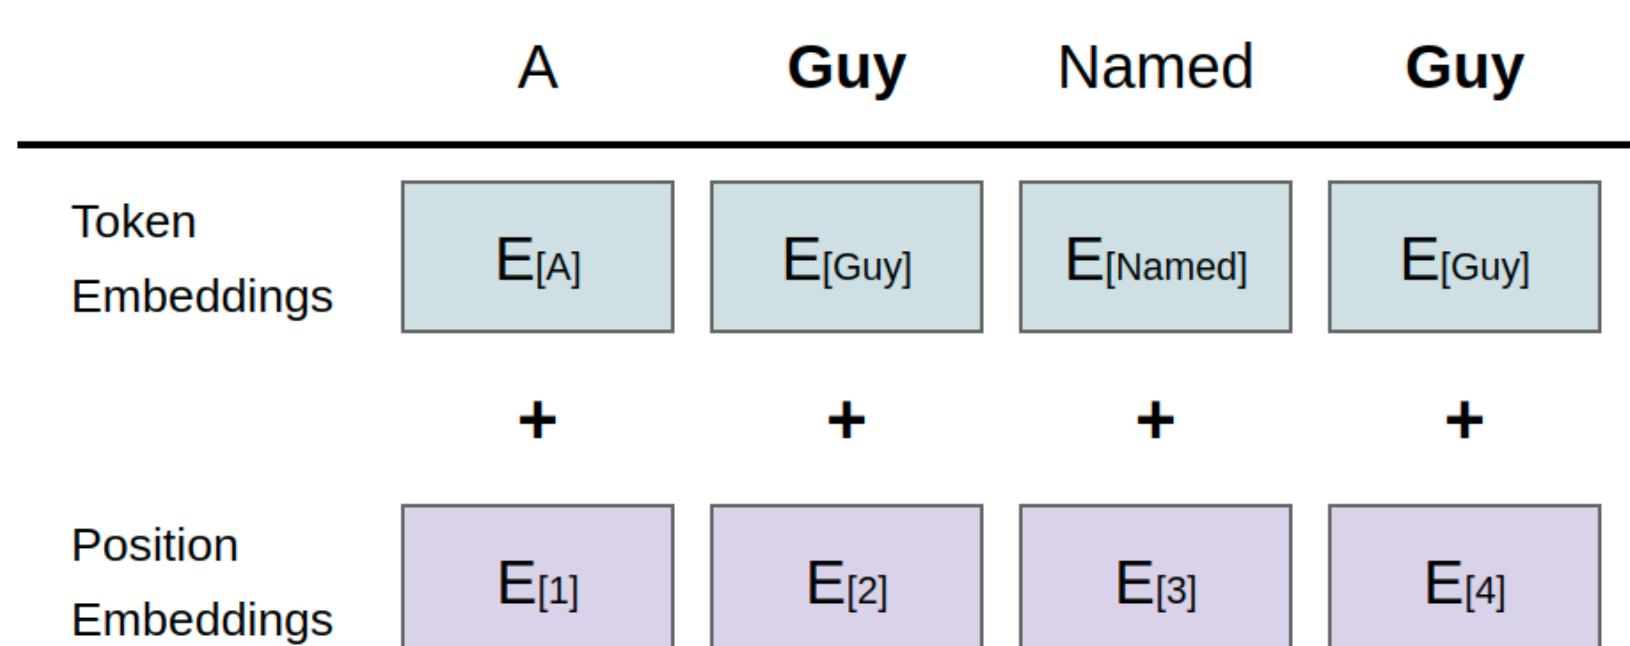 A Guy Named Guy
Token
Embeddings
E[A] E[Guy] E[Named] E[Guy]
+ + + +
Position
Embeddings
E[1] E[2] E[3] E[4]